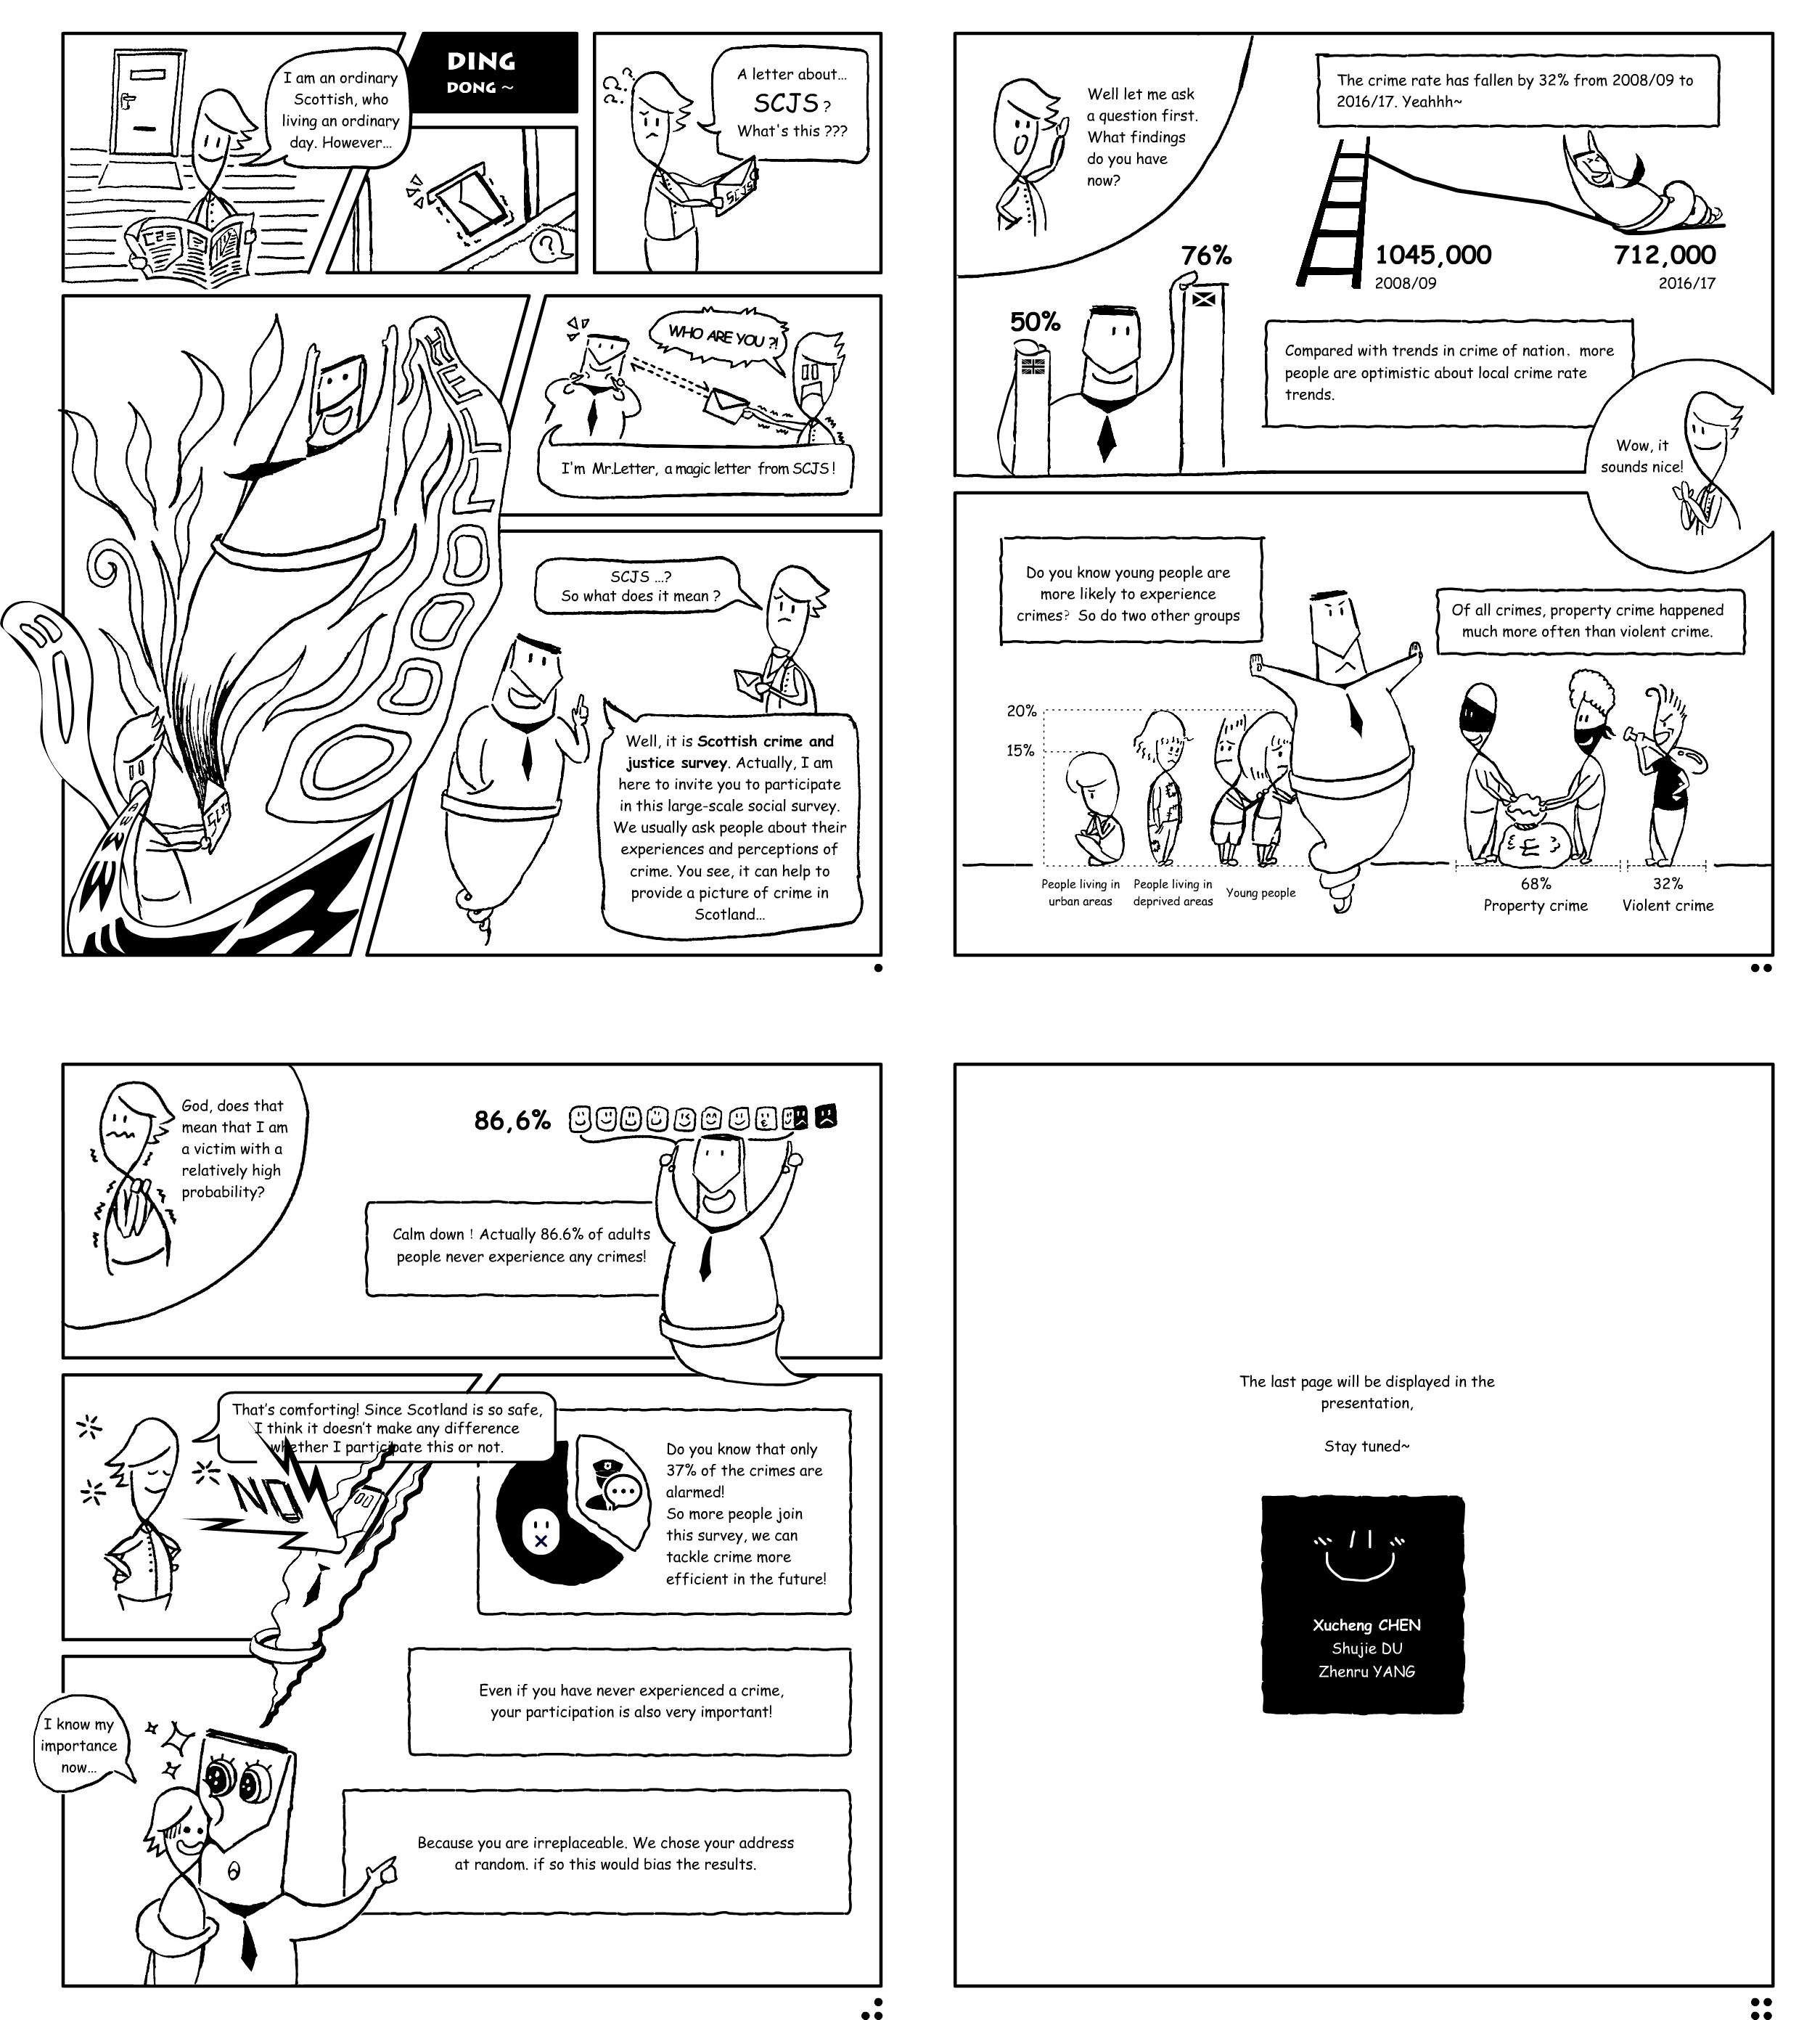 I am an ordinary
Scottish, who
living an ordinary
day. However...
DING
DONG ~
?
? ? ?
A letter about...
SCJS ?
What's this ???
SCJS
HELLOOOO
SCJS
WHO ARE YOU ?!
I'm Mr.Letter, a magic letter from SCJS !
SCJS ...?
So what does it mean ?
Well, it is Scottish crime and
justice survey. Actually, I am
here to invite you to participate
in this large-scale social survey.
We usually ask people about their
experiences and perceptions of
crime. You see, it can help to
provide a picture of crime in
Scotland...
Well let me ask
a question first.
What findings
do you have
now?
The crime rate has fallen by 32% from 2008/09 to
2016/17. Yeahhh~
1045,000
2008/09
712,000
2016/17
76%
50%
Compared with trends in crime of nation, more
people are optimistic about local crime rate
trends.
Wow, it
sounds nice!
Do you know young people are
more likely to experience
crimes? So do two other groups
Of all crimes, property crime happened
much more often than violent crime.
20%
15%
People living in
urban areas
People living in
deprived areas
Young people
£
68%
Property crime
32%
Violent crime
God, does that
mean that I am
a victim with a
relatively high
probability?
86,6%
Calm down ! Actually 86.6% of adults
people never experience any crimes!
That's comforting! Since Scotland is so safe,
I think it doesn't make any difference
whether I participate this or not.
NO!
Do you know that only
37% of the crimes are
alarmed!
So more people join
this survey, we can
tackle crime more
efficient in the future!
Even if you have never experienced a crime,
your participation is also very important!
I know my
importance
now...
Because you are irreplaceable. We chose your address
at random. if so this would bias the results.
The last page will be displayed in the
presentation,
Stay tuned~
Xucheng CHEN
Shujie DU
Zhenru YANG